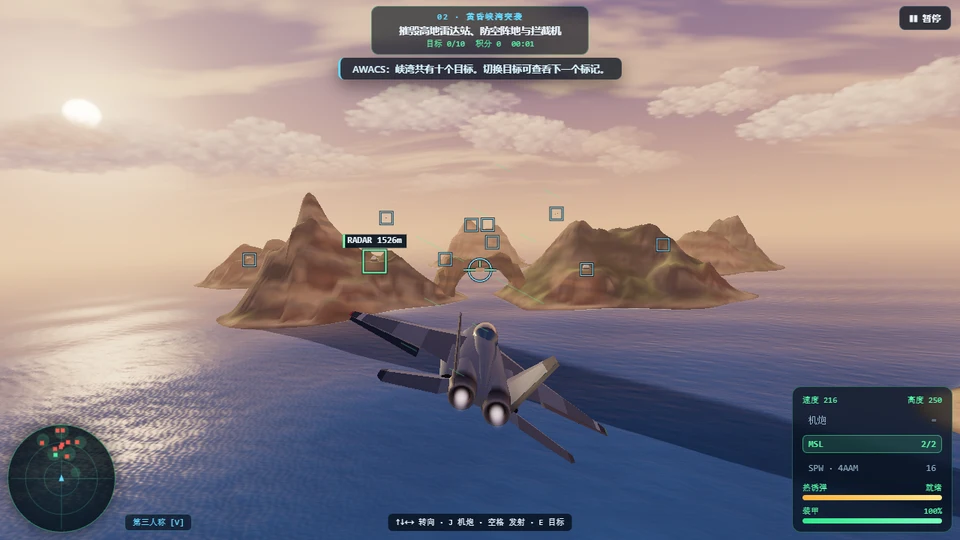 02 · 黄昏峡湾突袭
摧毁高地雷达站、防空阵地与拦截机
目标 0/10 积分 0 00:01
暂停
AWACS: 峡湾共有十个目标。切换目标可查看下一个标记。
RADAR 1526m
速度 216 高度 250
机炮 ∞
MSL 2/2
SPW · 4AAM 16
热诱弹 就绪
装甲 100%
第三人称 [V]
↑↓←→ 转向 · J 机炮 · 空格 发射 · E 目标